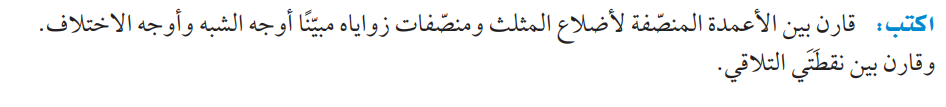 اكتب: قارن بين الأعمدة المنصّفة لأضلاع المثلث ومنصّفات زواياه مبيّنًا أوجه الشبه وأوجه الاختلاف.
وقارن بين نقطَتَي التلاقي.